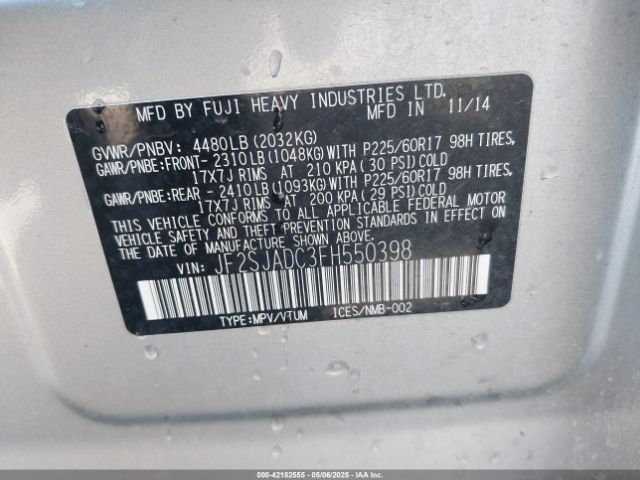 MFD BY FUJI HEAVY INDUSTRIES LTD.
MFD IN 11/14
GVWR/PNBV: 4480LB(2032KG)
GAWR/PNBE:FRONT- 2310LB(1048KG)WITH P225/60R17 98H TIRES,
17X7J RIMS AT 210 KPA(30 PSI)COLD
GAWR/PNBE:REAR - 2410LB(1093KG)WITH P225/60R17 98H TIRES,
17X7J RIMS AT 200 KPA(29 PSI)COLD
THIS VEHICLE CONFORMS TO ALL APPLICABLE FEDERAL MOTOR
VEHICLE SAFETY AND THEFT PREVENTION STANDARDS IN EFFECT ON
THE DATE OF MANUFACTURE SHOWN ABOVE.
VIN: JF2SJADC3FH550398
TYPE:MPV/VTUM ICES/NMB-002
000-42182555 - 05/06/2025 - IAAI.COM